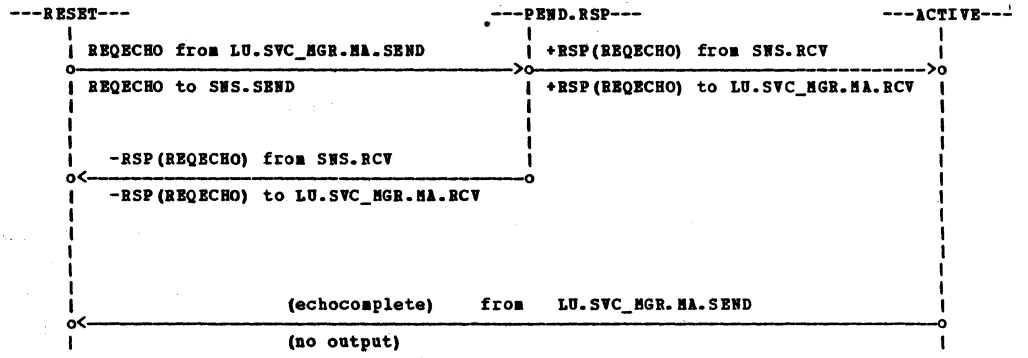 ---RESET--- ---PEND.RSP--- ---ACTIVE---
REQECHO from LU.SVC_MGR.MA.SEND +RSP(REQECHO) from SNS.RCV
REQECHO to SNS.SEND +RSP(REQECHO) to LU.SVC_MGR.MA.RCV
-RSP(REQECHO) from SNS.RCV
-RSP(REQECHO) to LU.SVC_MGR.MA.RCV
(echocomplete) from LU.SVC_MGR.MA.SEND
(no output)